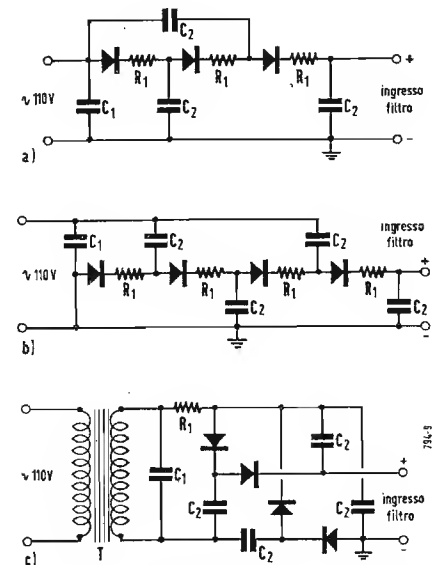 C₂
R₁ R₁ R₁ +
∿ 110V C₁ C₂ C₂ ingresso
filtro
a) -
C₁ C₂ C₂ ingresso
filtro
∿ 110V +
R₁ R₁ R₁ R₁
C₂ C₂
b) -
R₁
C₂
+
∿ 110V C₁
C₂ C₂ ingresso
filtro
C₂ -
c) T
794-9